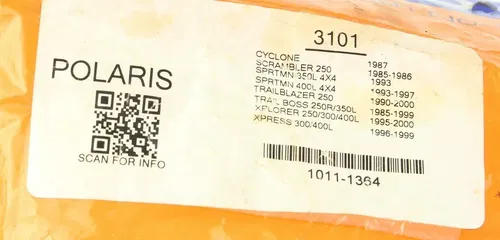 3101
POLARIS
SCAN FOR INFO
CYCLONE 1987
SCRAMBLER 250 1985-1986
SPRTMN 350L 4X4 1993
SPRTMN 400L 4X4 1993-1997
TRAILBLAZER 250 1990-2000
TRAIL BOSS 250R/350L 1985-1999
XPLORER 250/300/400L 1995-2000
XPRESS 300/400L 1996-1999
1011-1364